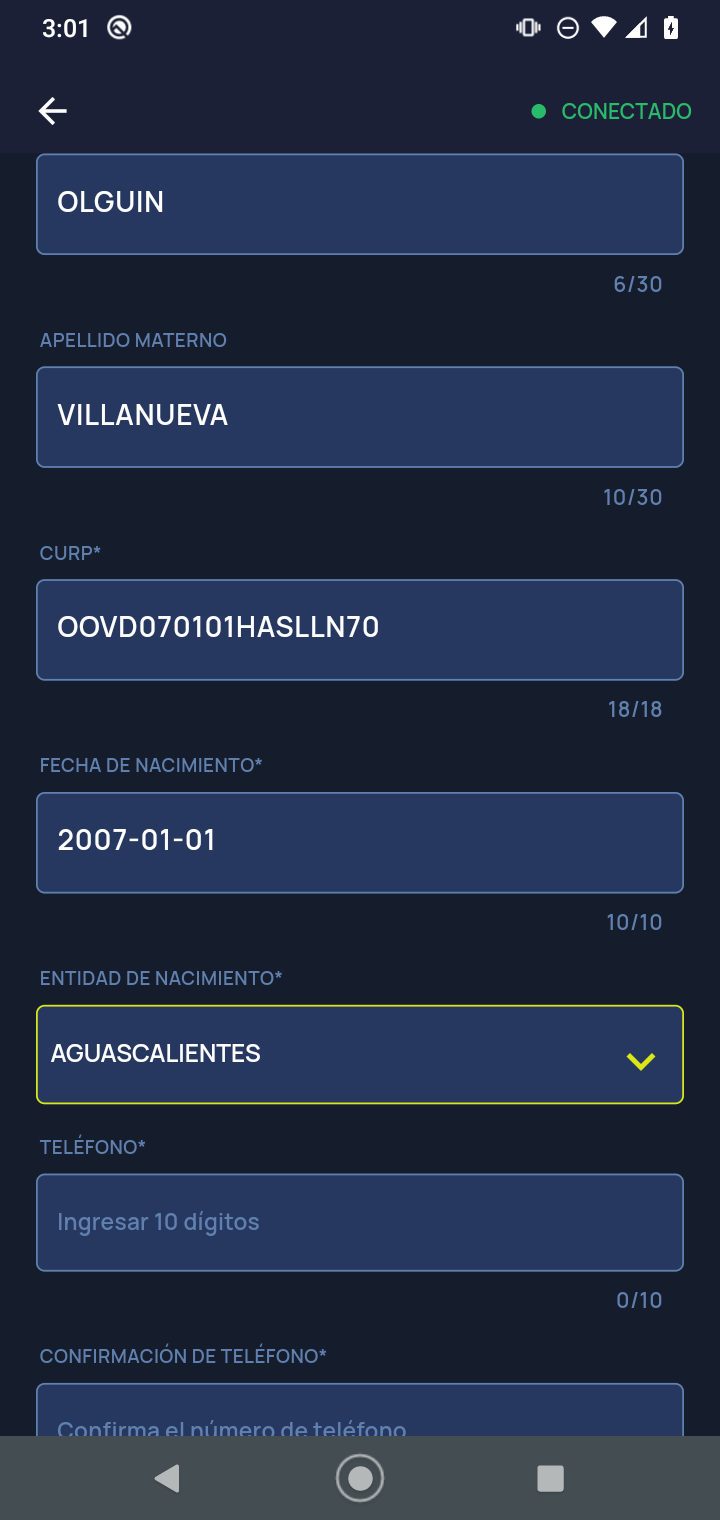 3:01
CONECTADO
OLGUIN
6/30
APELLIDO MATERNO
VILLANUEVA
10/30
CURP*
OOVD070101HASLLN70
18/18
FECHA DE NACIMIENTO*
2007-01-01
10/10
ENTIDAD DE NACIMIENTO*
AGUASCALIENTES
TELÉFONO*
Ingresar 10 dígitos
0/10
CONFIRMACIÓN DE TELÉFONO*
Confirma el número de teléfono